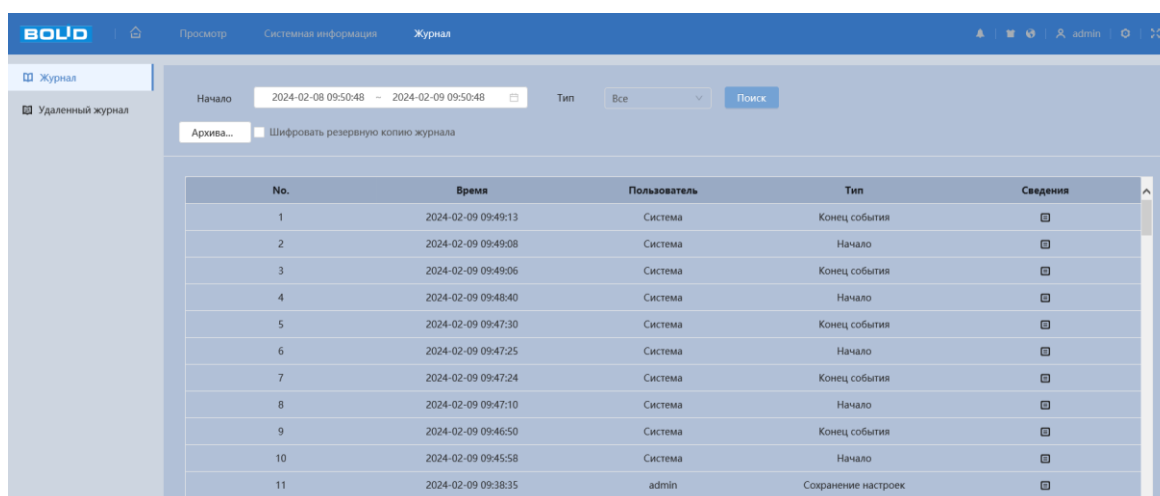 BOLID Просмотр Системная информация Журнал admin
Журнал
Удаленный журнал
Начало 2024-02-08 09:50:48 ~ 2024-02-09 09:50:48 Тип Все Поиск
Архива... Шифровать резервную копию журнала
No. Время Пользователь Тип Сведения
1 2024-02-09 09:49:13 Система Конец события
2 2024-02-09 09:49:08 Система Начало
3 2024-02-09 09:49:06 Система Конец события
4 2024-02-09 09:48:40 Система Начало
5 2024-02-09 09:47:30 Система Конец события
6 2024-02-09 09:47:25 Система Начало
7 2024-02-09 09:47:24 Система Конец события
8 2024-02-09 09:47:10 Система Начало
9 2024-02-09 09:46:50 Система Конец события
10 2024-02-09 09:45:58 Система Начало
11 2024-02-09 09:38:35 admin Сохранение настроек